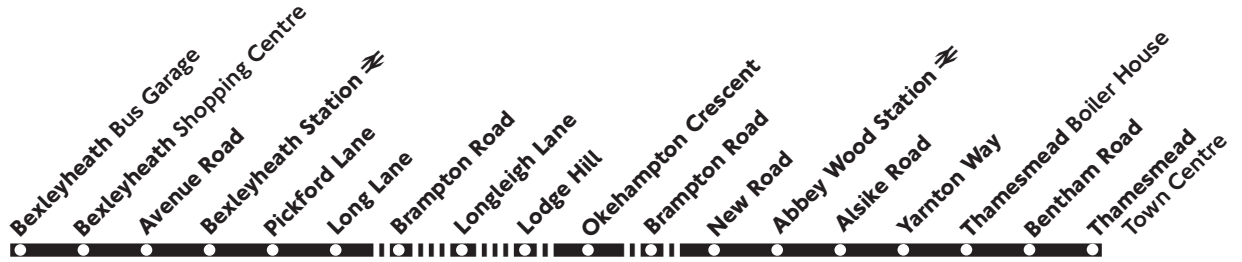 Bexleyheath Bus Garage
Bexleyheath Shopping Centre
Avenue Road
Bexleyheath Station
Pickford Lane
Long Lane
Brampton Road
Longleigh Lane
Lodge Hill
Okehampton Crescent
Brampton Road
New Road
Abbey Wood Station
Alsike Road
Yarnton Way
Thamesmead Boiler House
Bentham Road
Thamesmead
Town Centre